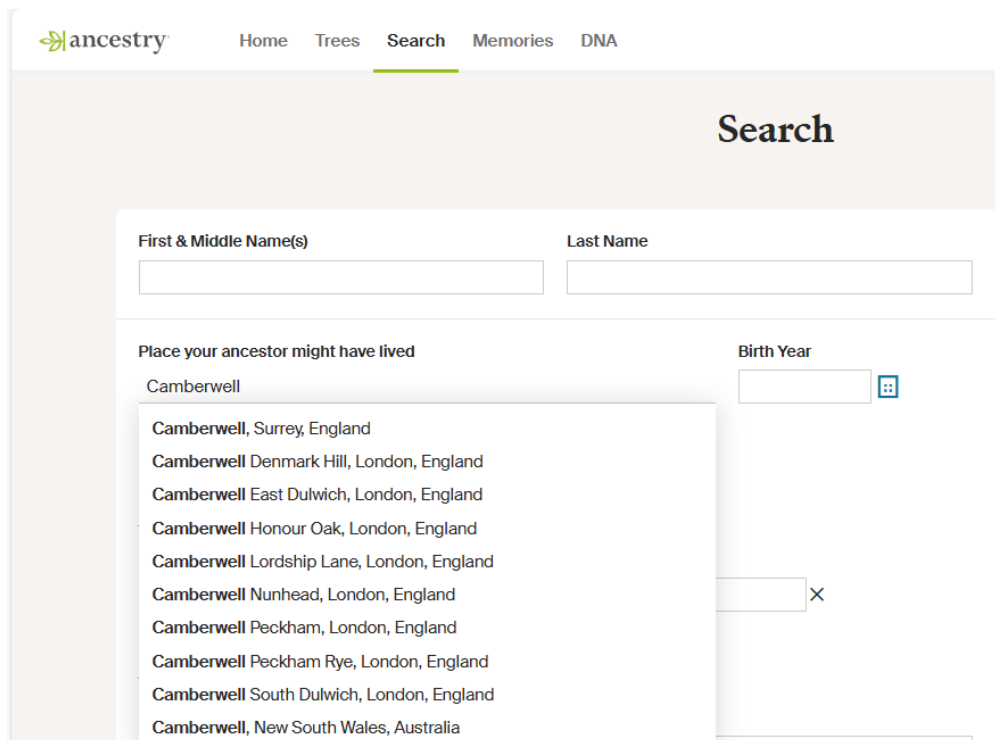 ancestry Home Trees Search Memories DNA
Search
First & Middle Name(s) Last Name
Place your ancestor might have lived Birth Year
Camberwell
Camberwell, Surrey, England
Camberwell Denmark Hill, London, England
Camberwell East Dulwich, London, England
Camberwell Honour Oak, London, England
Camberwell Lordship Lane, London, England
Camberwell Nunhead, London, England
Camberwell Peckham, London, England
Camberwell Peckham Rye, London, England
Camberwell South Dulwich, London, England
Camberwell, New South Wales, Australia